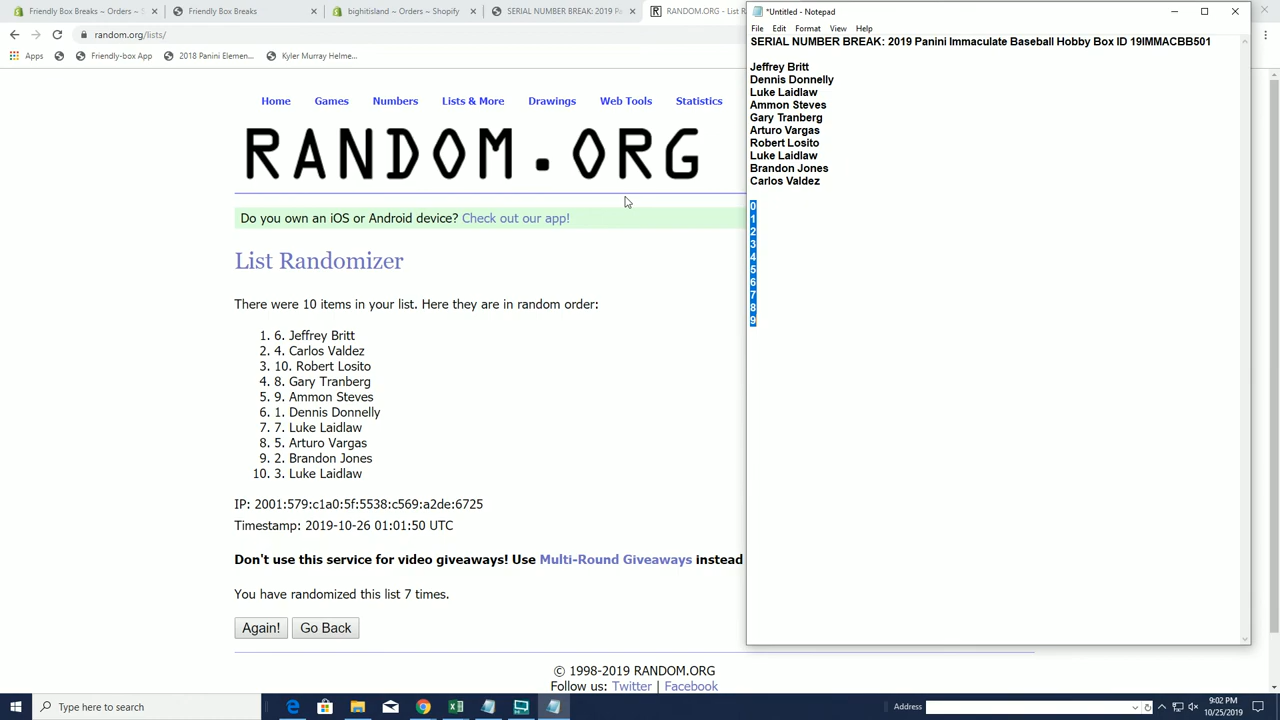 Friendly Box Breaks ~ Orders ~ S
Friendly Box Breaks
bighitisland ~ Orders ~ Shopify
SERIAL NUMBER BREAK: 2019 P
RANDOM.ORG - List R
random.org/lists/
Apps
Friendly-box App
2018 Panini Elemen...
Kyler Murray Helme...
Home
Games
Numbers
Lists & More
Drawings
Web Tools
Statistics
RANDOM.ORG
Do you own an iOS or Android device? Check out our app!
List Randomizer
There were 10 items in your list. Here they are in random order:
1. 6. Jeffrey Britt
2. 4. Carlos Valdez
3. 10. Robert Losito
4. 8. Gary Tranberg
5. 9. Ammon Steves
6. 1. Dennis Donnelly
7. 7. Luke Laidlaw
8. 5. Arturo Vargas
9. 2. Brandon Jones
10. 3. Luke Laidlaw
IP: 2001:579:c1a0:5f:5538:c569:a2de:6725
Timestamp: 2019-10-26 01:01:50 UTC
Don't use this service for video giveaways! Use Multi-Round Giveaways instead
You have randomized this list 7 times.
Again!
Go Back
© 1998-2019 RANDOM.ORG
Follow us: Twitter | Facebook
*Untitled - Notepad
File Edit Format View Help
SERIAL NUMBER BREAK: 2019 Panini Immaculate Baseball Hobby Box ID 19IMMACBB501
Jeffrey Britt
Dennis Donnelly
Luke Laidlaw
Ammon Steves
Gary Tranberg
Arturo Vargas
Robert Losito
Luke Laidlaw
Brandon Jones
Carlos Valdez
0
1
2
3
4
5
6
7
8
9
Type here to search
Address
9:02 PM
10/25/2019